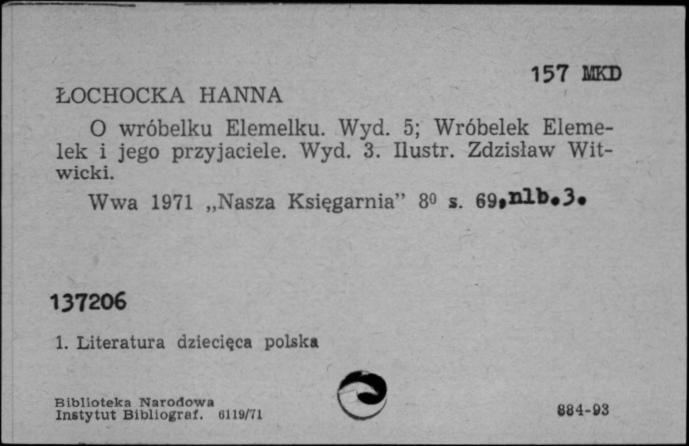 157 MKD
ŁOCHOCKA HANNA
O wróbelku Elemelku. Wyd. 5; Wróbelek Eleme-
lek i jego przyjaciele. Wyd. 3. Ilustr. Zdzisław Wit-
wicki.
Wwa 1971 „Nasza Księgarnia” 8⁰ s. 69,nlb.3.
137206
1. Literatura dziecięca polska
Biblioteka Narodowa
Instytut Bibliograf. 6119/71
884-93